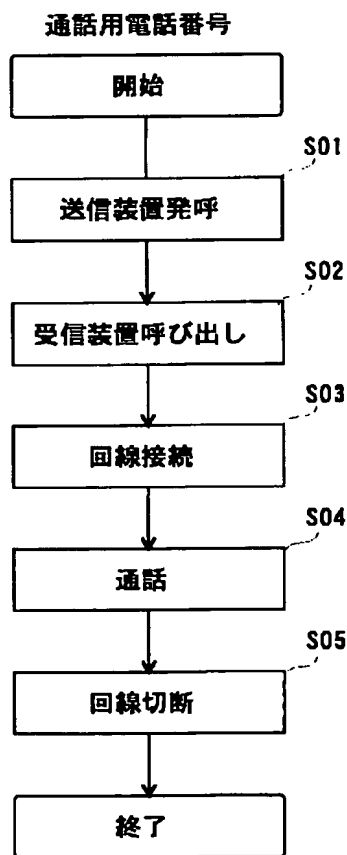 通話用電話番号
開始
S01
送信装置発呼
S02
受信装置呼び出し
S03
回線接続
S04
通話
S05
回線切断
終了